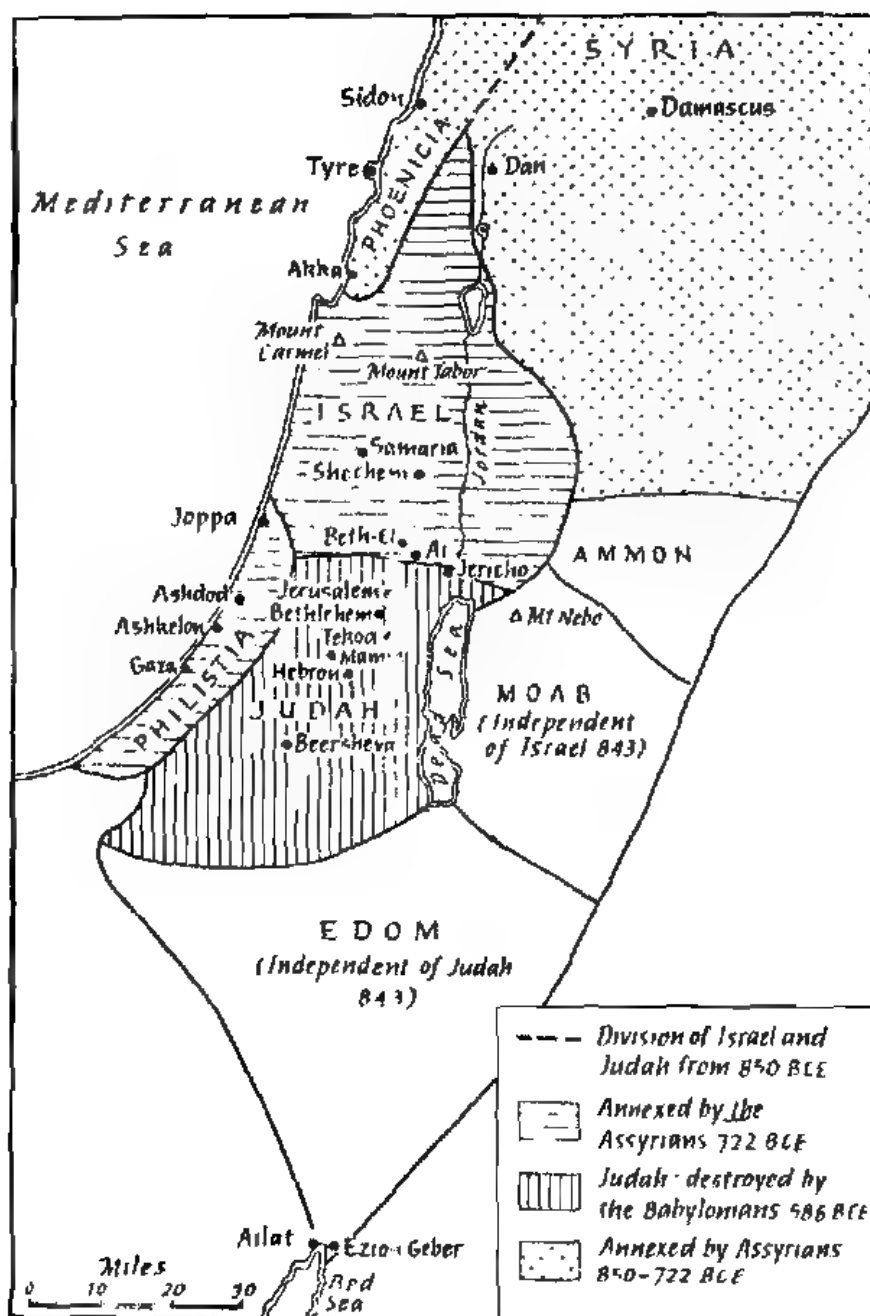 SYRIA
Sidon
Damascus
Tyre
PHOENICIA
Dan
Mediterranean
Sea
Akka
Mount
Carmel
Mount Tabor
ISRAEL
Jordan
Samaria
Shechem
Joppa
Beth-El
Ai
Jericho
AMMON
Ashdod
Jerusalem
Bethlehem
Mt Nebo
Ashkelon
Tekoa
Mam
Gaza
Hebron
PHILISTIA
JUDAH
Dead Sea
MOAB
(Independent
of Israel 843)
Beersheva
EDOM
(Independent of Judah
843)
Division of Israel and
Judah from 850 BCE
Annexed by the
Assyrians 722 BCE
Judah-destroyed by
the Babylonians 586 BCE
Annexed by Assyrians
850-722 BCE
Ailat
Geber
Miles
0 10 20 30
Red
Sea